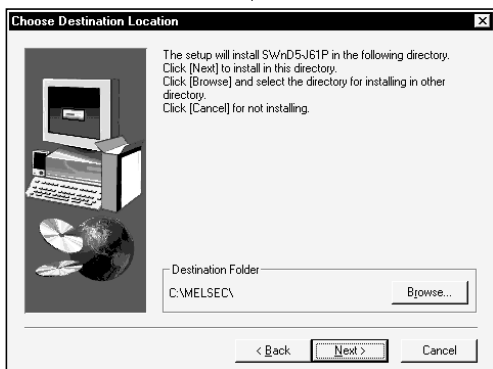 Choose Destination Location
The setup will install SWnD5-J61P in the following directory.
Click [Next] to install in this directory.
Click [Browse] and select the directory for installing in other
directory.
Click [Cancel] for not installing.
Destination Folder
C:\MELSEC\
Browse...
< Back
Next >
Cancel